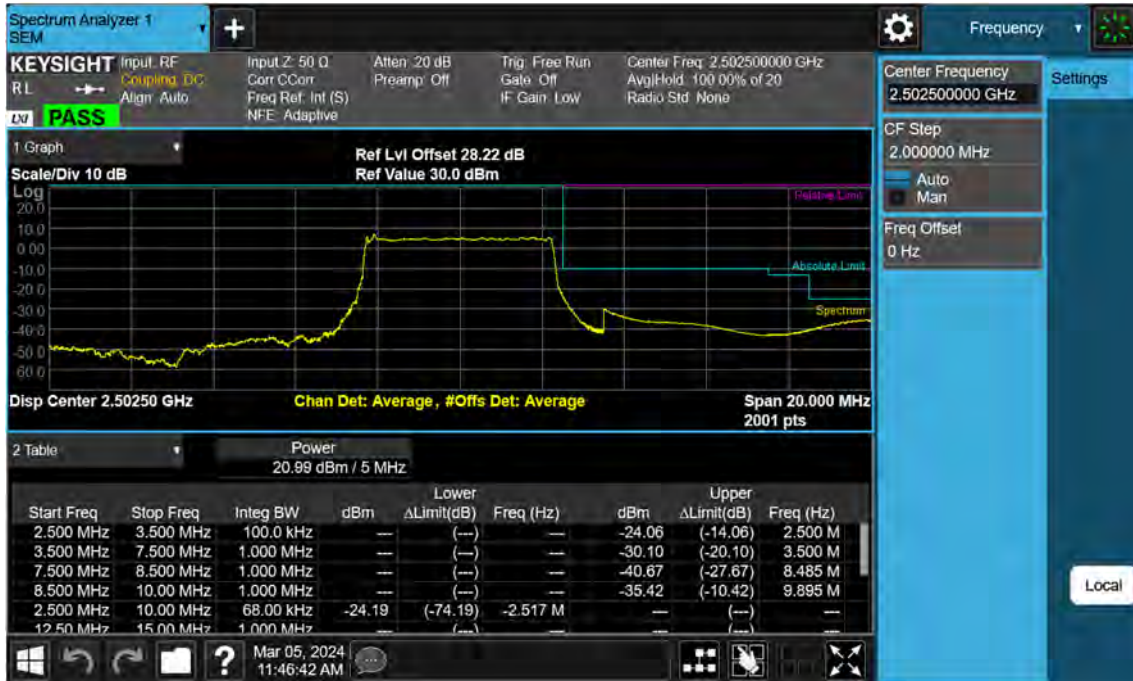 Spectrum Analyzer 1
SEM
+
Frequency
KEYSIGHT
Input: RF
Input Z: 50 Ω
Atten: 20 dB
Trig: Free Run
Center Freq: 2.502500000 GHz
RL
Coupling: DC
Corr CCorr
Preamp: Off
Gate: Off
Avg|Hold: 100.00% of 20
Align: Auto
Freq Ref: Int (S)
IF Gain: Low
Radio Std: None
LXI
PASS
NFE: Adaptive
Center Frequency
2.502500000 GHz
Settings
CF Step
2.000000 MHz
Auto
Man
Freq Offset
0 Hz
1 Graph
Ref Lvl Offset 28.22 dB
Scale/Div 10 dB
Ref Value 30.0 dBm
Log
Relative Limit
20.0
10.0
0.00
-10.0
Absolute Limit
-20.0
-30.0
Spectrum
-40.0
-50.0
-60.0
Disp Center 2.50250 GHz
Chan Det: Average, #Offs Det: Average
Span 20.000 MHz
2001 pts
2 Table
Power
20.99 dBm / 5 MHz
Lower Upper
Start Freq Stop Freq Integ BW dBm ΔLimit(dB) Freq (Hz) dBm ΔLimit(dB) Freq (Hz)
2.500 MHz 3.500 MHz 100.0 kHz --- (---) --- -24.06 (-14.06) 2.500 M
3.500 MHz 7.500 MHz 1.000 MHz --- (---) --- -30.10 (-20.10) 3.500 M
7.500 MHz 8.500 MHz 1.000 MHz --- (---) --- -40.67 (-27.67) 8.485 M
8.500 MHz 10.00 MHz 1.000 MHz --- (---) --- -35.42 (-10.42) 9.895 M
2.500 MHz 10.00 MHz 68.00 kHz -24.19 (-74.19) -2.517 M --- (---) ---
12.50 MHz 15.00 MHz 1.000 MHz --- (---) --- --- (---) ---
Local
?
Mar 05, 2024
11:46:42 AM